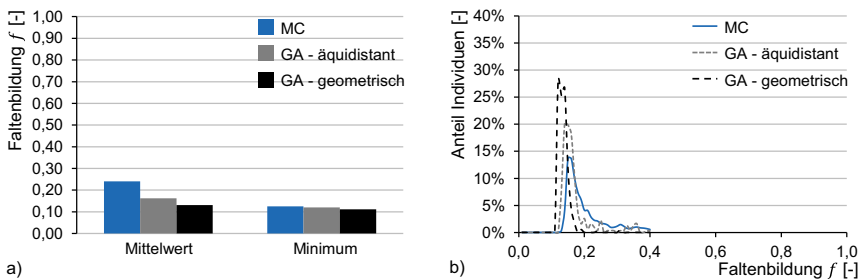 Faltenbildung f [-]
1,00
0,90
0,80
0,70
0,60
0,50
0,40
0,30
0,20
0,10
0,00
MC
GA - äquidistant
GA - geometrisch
Mittelwert
Minimum
a)
Anteil Individuen [-]
40%
35%
30%
25%
20%
15%
10%
5%
0%
MC
GA - äquidistant
GA - geometrisch
0,0
0,2
0,4
0,6
0,8
1,0
Faltenbildung f [-]
b)